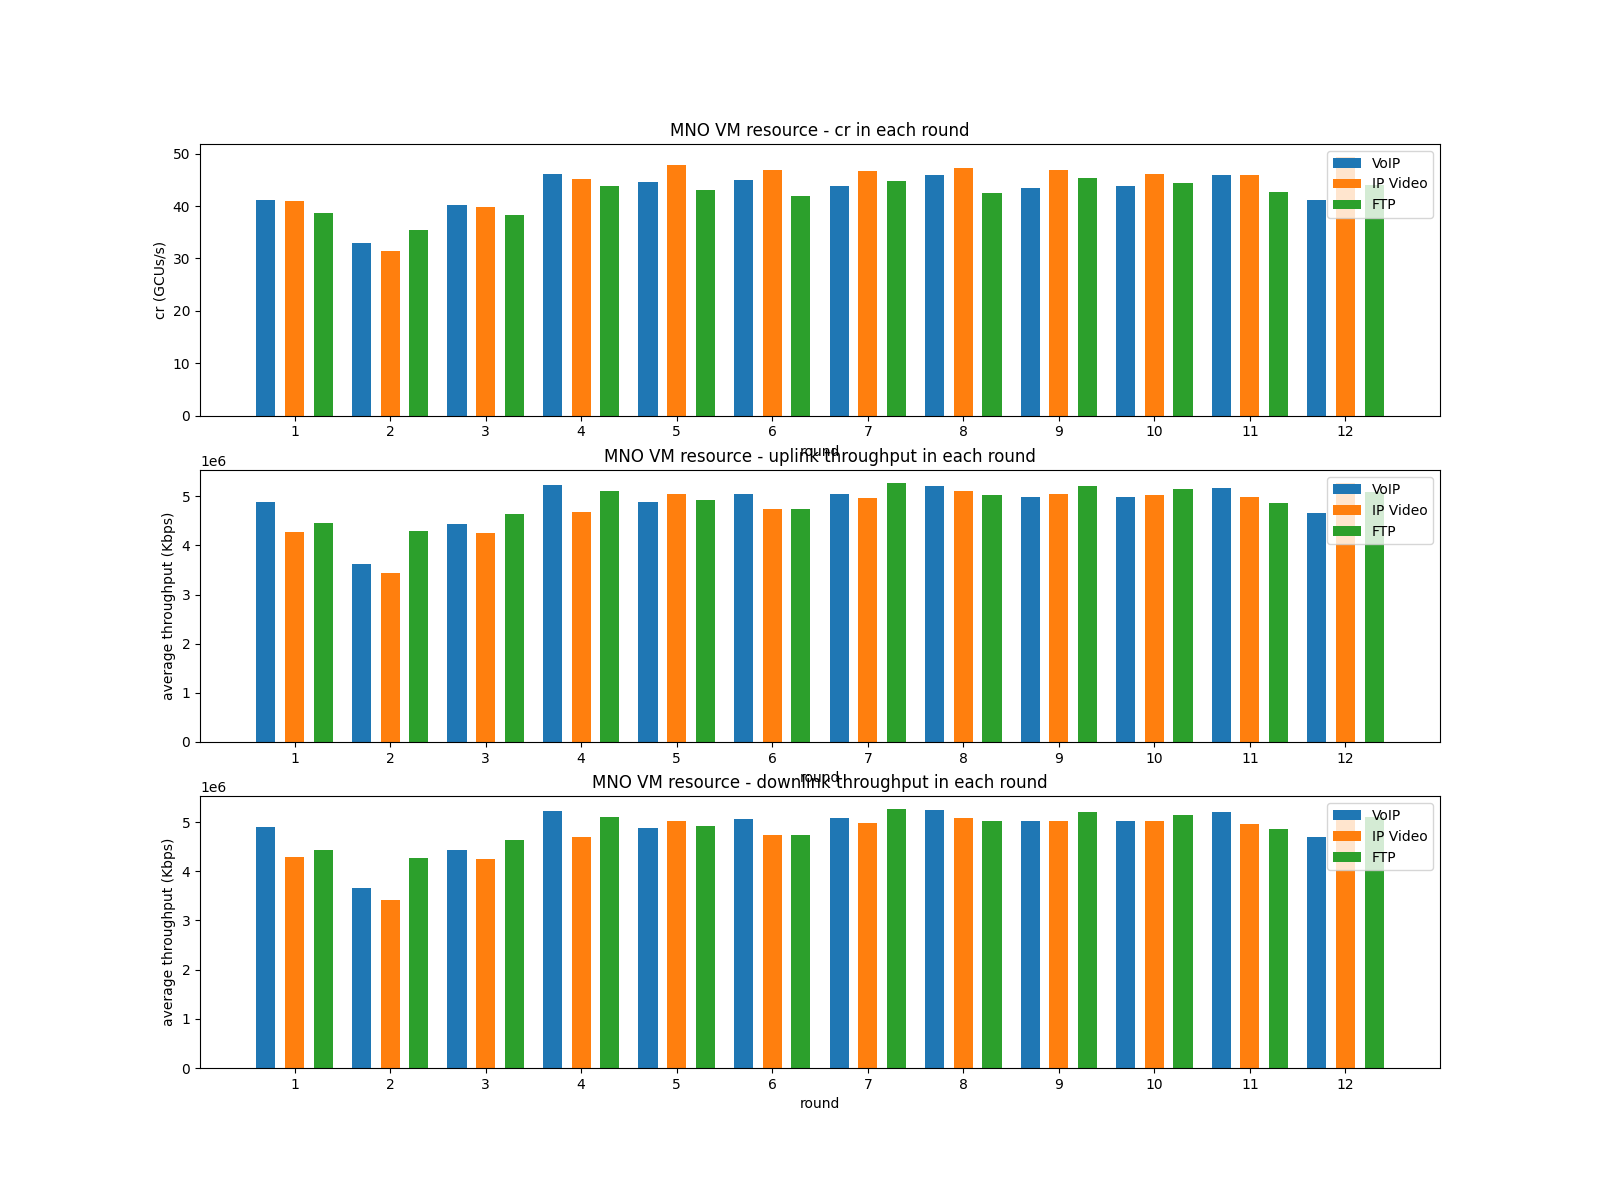 MNO VM resource - cr in each round
cr (GCUs/s)
50
40
30
20
10
0
VoIP
IP Video
FTP
1 2 3 4 5 6 7 8 9 10 11 12
round
MNO VM resource - uplink throughput in each round
1e6
average throughput (Kbps)
5
4
3
2
1
0
VoIP
IP Video
FTP
1 2 3 4 5 6 7 8 9 10 11 12
round
MNO VM resource - downlink throughput in each round
1e6
average throughput (Kbps)
5
4
3
2
1
0
VoIP
IP Video
FTP
1 2 3 4 5 6 7 8 9 10 11 12
round